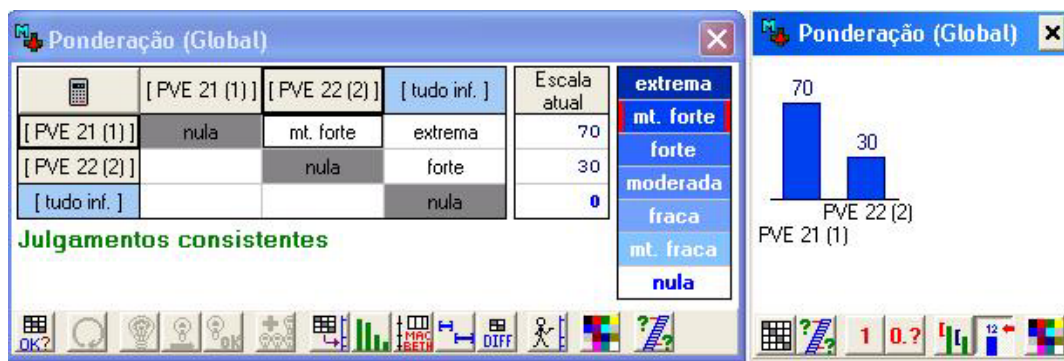 Ponderação (Global)
[ PVE 21 (1) ] [ PVE 22 (2) ] [ tudo inf. ] Escala atual
[ PVE 21 (1) ] nula mt. forte extrema 70
[ PVE 22 (2) ] nula forte 30
[ tudo inf. ] nula 0
Julgamentos consistentes
extrema
mt. forte
forte
moderada
fraca
mt. fraca
nula
OK? OK MAC BETH DIFF
Ponderação (Global)
70
30
PVE 22 (2)
PVE 21 (1)
1 0.? 12